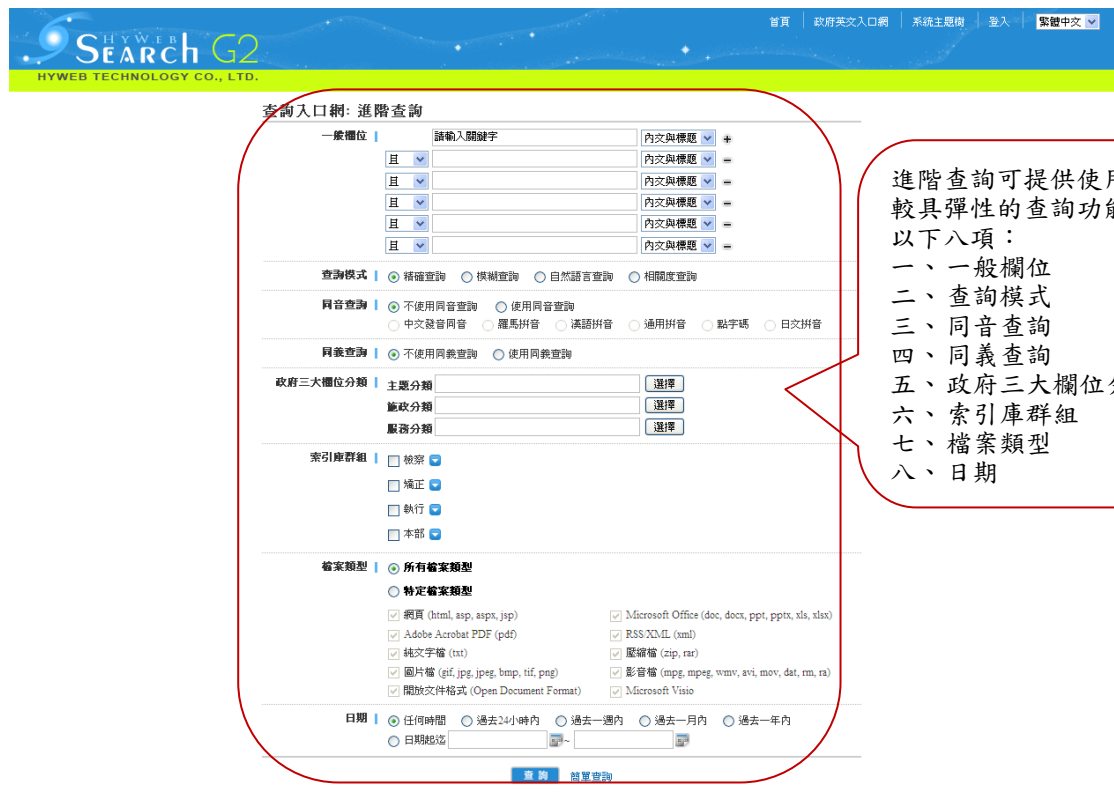 首頁 政府英文入口網 系統主題樹 登入 繁體中文
HYWEB
SEARCh G2
HYWEB TECHNOLOGY CO., LTD.
查詢入口網: 進階查詢
一般欄位 請輸入關鍵字 內文與標題
且 內文與標題
且 內文與標題
且 內文與標題
且 內文與標題
且 內文與標題
查詢模式 精確查詢 模糊查詢 自然語言查詢 相關度查詢
同音查詢 不使用同音查詢 使用同音查詢
中文發音同音 羅馬拼音 漢語拼音 通用拼音 點字碼 日文拼音
同義查詢 不使用同義查詢 使用同義查詢
政府三大欄位分類 主題分類 選擇
施政分類 選擇
服務分類 選擇
索引庫群組 檢察
矯正
執行
本部
檔案類型 所有檔案類型
特定檔案類型
網頁 (html, asp, aspx, jsp) Microsoft Office (doc, docx, ppt, pptx, xls, xlsx)
Adobe Acrobat PDF (pdf) RSS/XML (xml)
純文字檔 (txt) 壓縮檔 (zip, rar)
圖片檔 (gif, jpg, jpeg, bmp, tif, png) 影音檔 (mpg, mpeg, wmv, avi, mov, dat, rm, ra)
開放文件格式 (Open Document Format) Microsoft Visio
日期 任何時間 過去24小時內 過去一週內 過去一月內 過去一年內
日期起迄 ~
查詢 簡單查詢
進階查詢可提供使
較具彈性的查詢功
以下八項：
一、一般欄位
二、查詢模式
三、同音查詢
四、同義查詢
五、政府三大欄位
六、索引庫群組
七、檔案類型
八、日期